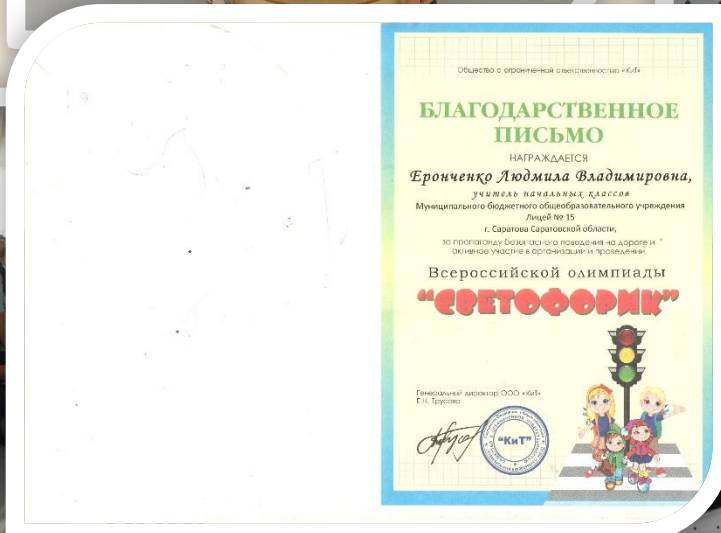 Общество с ограниченной ответственностью «КиТ»
БЛАГОДАРСТВЕННОЕ
ПИСЬМО
НАГРАЖДАЕТСЯ
Еронченко Людмила Владимировна,
учитель начальных классов
Муниципального бюджетного общеобразовательного учреждения
Лицей № 15
г. Саратова Саратовской области,
за пропаганду безопасного поведения на дороге и
активное участие в организации и проведении
Всероссийской олимпиады
“СВЕТОФОРИК”
Генеральный директор ООО «КиТ»
Е.Н. Трусова
"КиТ"